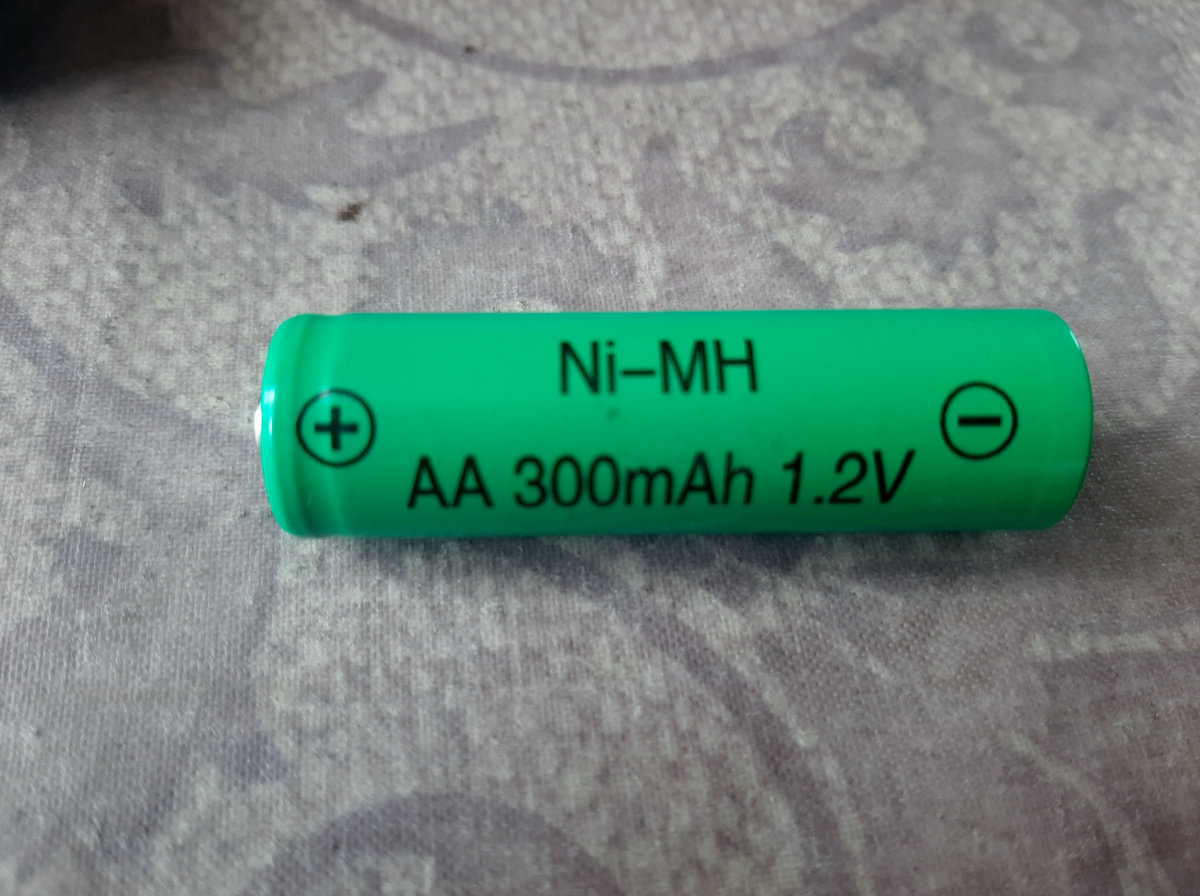 Ni–MH
+ −
AA 300mAh 1.2V